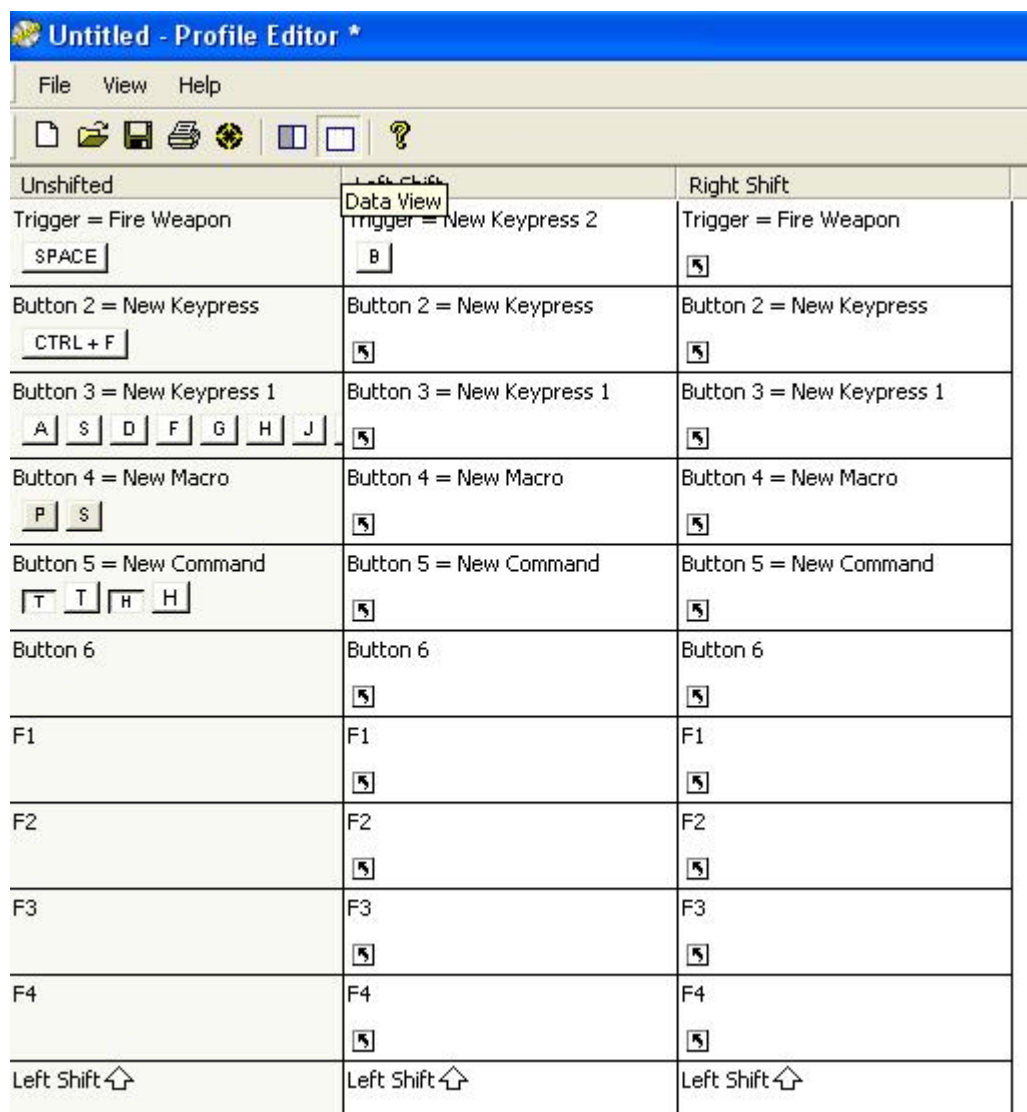 Untitled - Profile Editor *
File View Help
Unshifted Right Shift
Data View
Trigger = Fire Weapon Trigger = New Keypress 2 Trigger = Fire Weapon
SPACE B
Button 2 = New Keypress Button 2 = New Keypress Button 2 = New Keypress
CTRL + F
Button 3 = New Keypress 1 Button 3 = New Keypress 1 Button 3 = New Keypress 1
A S D F G H J
Button 4 = New Macro Button 4 = New Macro Button 4 = New Macro
P S
Button 5 = New Command Button 5 = New Command Button 5 = New Command
T T H H
Button 6 Button 6 Button 6
F1 F1 F1
F2 F2 F2
F3 F3 F3
F4 F4 F4
Left Shift Left Shift Left Shift